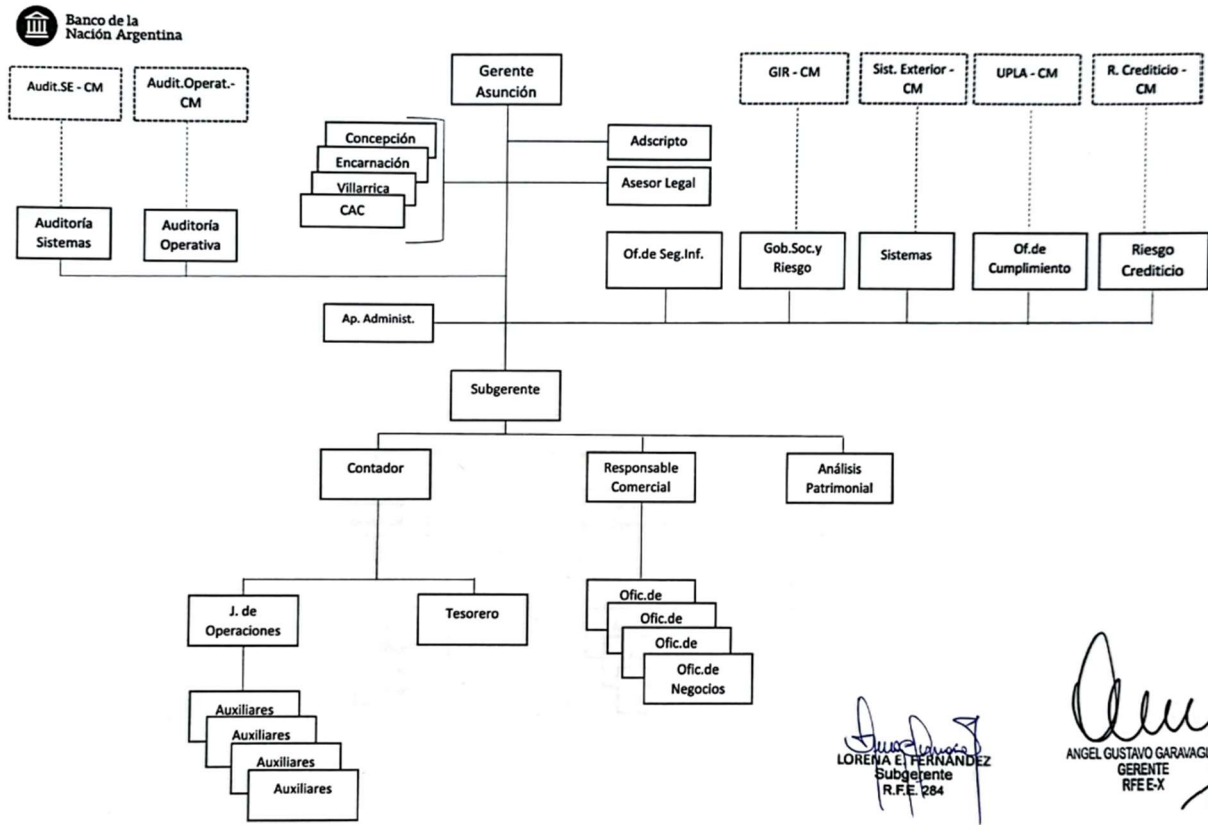 Banco de la
Nación Argentina
Audit.SE - CM
Audit.Operat.-
CM
Gerente
Asunción
GIR - CM
Sist. Exterior -
CM
UPLA - CM
R. Crediticio -
CM
Concepción
Encarnación
Villarrica
CAC
Adscripto
Asesor Legal
Auditoría
Sistemas
Auditoría
Operativa
Of.de Seg.Inf.
Gob.Soc.y
Riesgo
Sistemas
Of.de
Cumplimiento
Riesgo
Crediticio
Ap. Administ.
Subgerente
Contador
Responsable
Comercial
Análisis
Patrimonial
J. de
Operaciones
Tesorero
Ofic.de
Ofic.de
Ofic.de
Ofic.de
Negocios
Auxiliares
Auxiliares
Auxiliares
Auxiliares
LORENA E. FERNANDEZ
Subgerente
R.F.E. 284
ANGEL GUSTAVO GARAVAGL
GERENTE
RFE E-X